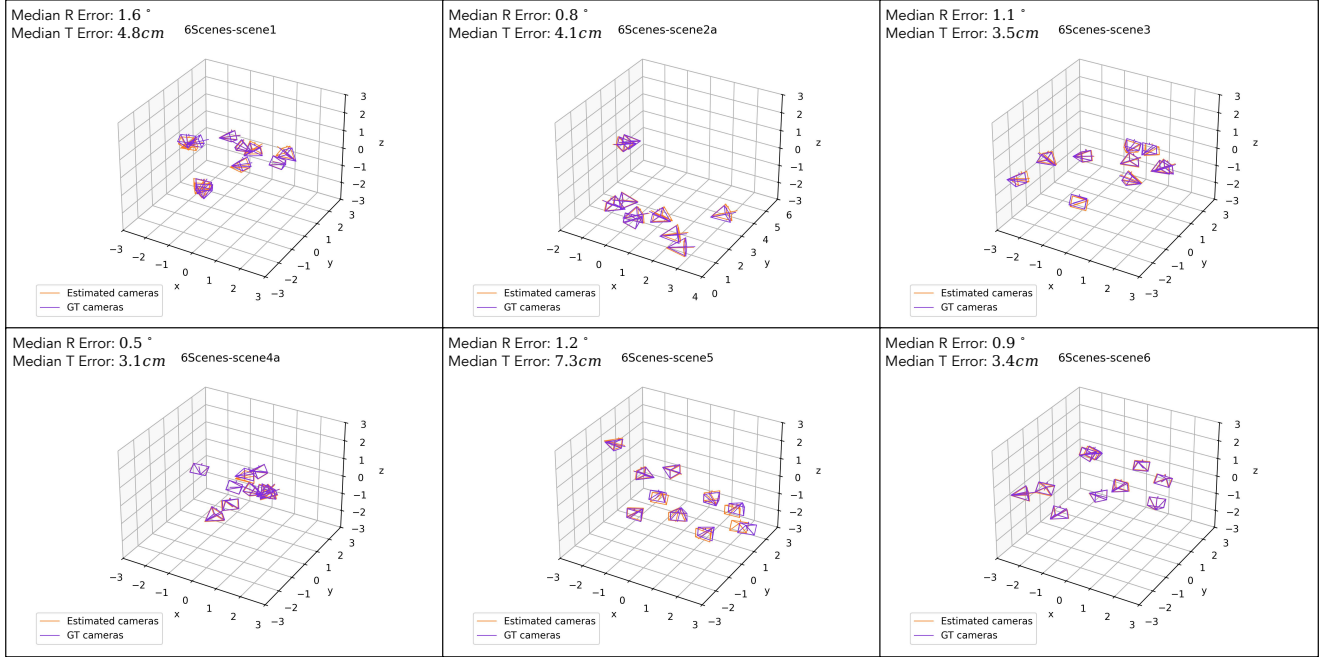 Median R Error: 1.6 °
Median T Error: 4.8cm
6Scenes-scene1
3
2
1
0
−1
−2
−3
z
3
2
1
0
−1
−2
−3
y
−3
−2
−1
0
1
2
3
x
Estimated cameras
GT cameras
Median R Error: 0.8 °
Median T Error: 4.1cm
6Scenes-scene2a
3
2
1
0
−1
−2
−3
z
6
5
4
3
2
1
0
y
−2
−1
0
1
2
3
4
x
Estimated cameras
GT cameras
Median R Error: 1.1 °
Median T Error: 3.5cm
6Scenes-scene3
3
2
1
0
−1
−2
−3
z
3
2
1
0
−1
−2
−3
y
−3
−2
−1
0
1
2
3
x
Estimated cameras
GT cameras
Median R Error: 0.5 °
Median T Error: 3.1cm
6Scenes-scene4a
3
2
1
0
−1
−2
−3
z
3
2
1
0
−1
−2
−3
y
−3
−2
−1
0
1
2
3
x
Estimated cameras
GT cameras
Median R Error: 1.2 °
Median T Error: 7.3cm
6Scenes-scene5
3
2
1
0
−1
−2
−3
z
3
2
1
0
−1
−2
−3
y
−3
−2
−1
0
1
2
3
x
Estimated cameras
GT cameras
Median R Error: 0.9 °
Median T Error: 3.4cm
6Scenes-scene6
3
2
1
0
−1
−2
−3
z
3
2
1
0
−1
−2
−3
y
−3
−2
−1
0
1
2
3
x
Estimated cameras
GT cameras